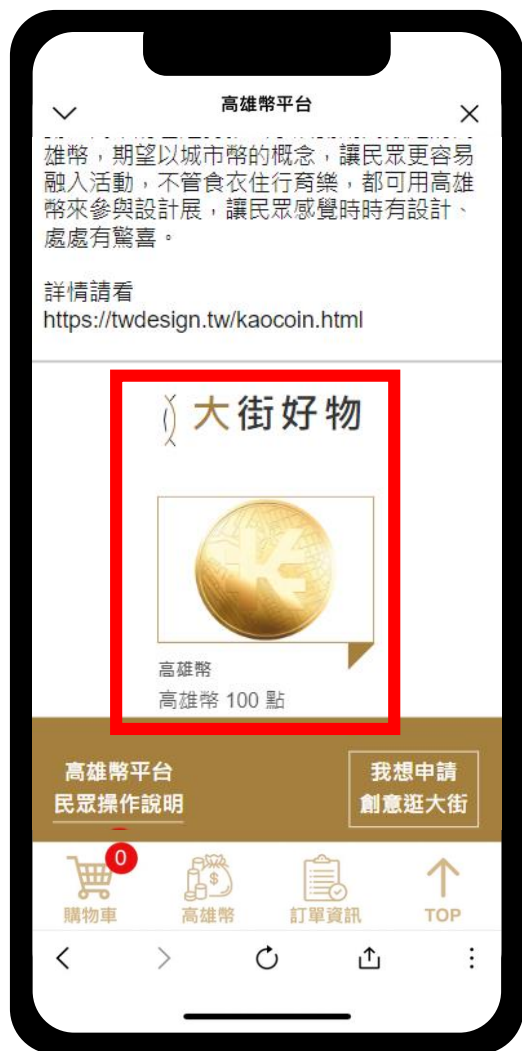 高雄幣平台
雄幣，期望以城市幣的概念，讓民眾更容易
融入活動，不管食衣住行育樂，都可用高雄
幣來參與設計展，讓民眾感覺時時有設計、
處處有驚喜。
詳情請看
https://twdesign.tw/kaocoin.html
大街好物
高雄幣
高雄幣 100 點
高雄幣平台
民眾操作說明
我想申請
創意逛大街
0
購物車
高雄幣
訂單資訊
TOP